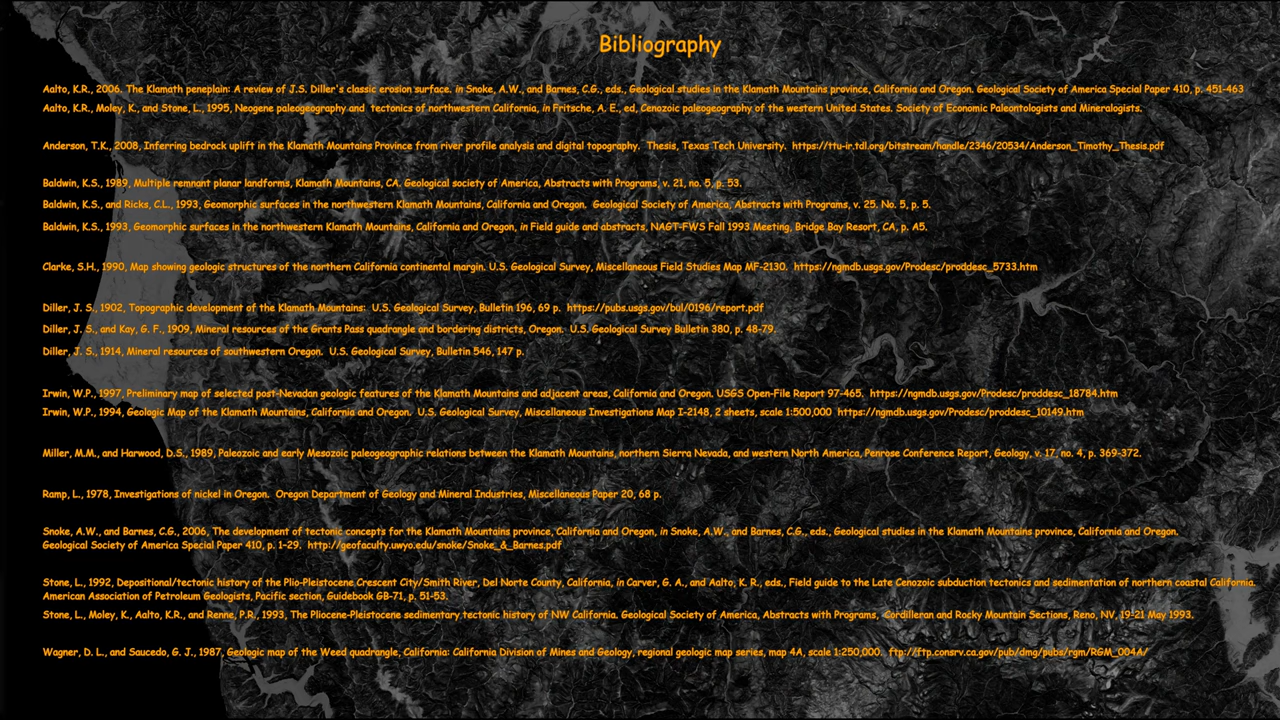 Bibliography
Aalto, K.R., 2006. The Klamath peneplain: A review of J.S. Diller's classic erosion surface. in Snoke, A.W., and Barnes, C.G., eds., Geological studies in the Klamath Mountains province, California and Oregon. Geological Society of America Special Paper 410, p. 451-463
Aalto, K.R., Moley, K., and Stone, L., 1995, Neogene paleogeography and tectonics of northwestern California, in Fritsche, A. E., ed, Cenozoic paleogeography of the western United States. Society of Economic Paleontologists and Mineralogists.
Anderson, T.K., 2008, Inferring bedrock uplift in the Klamath Mountains Province from river profile analysis and digital topography. Thesis, Texas Tech University. https://ttu-ir.tdl.org/bitstream/handle/2346/20534/Anderson_Timothy_Thesis.pdf
Baldwin, K.S., 1989, Multiple remnant planar landforms, Klamath Mountains, CA. Geological society of America, Abstracts with Programs, v. 21, no. 5, p. 53.
Baldwin, K.S., and Ricks, C.L., 1993, Geomorphic surfaces in the northwestern Klamath Mountains, California and Oregon. Geological Society of America, Abstracts with Programs, v. 25. No. 5, p. 5.
Baldwin, K.S., 1993, Geomorphic surfaces in the northwestern Klamath Mountains, California and Oregon, in Field guide and abstracts, NAGT-FWS Fall 1993 Meeting, Bridge Bay Resort, CA, p. A5.
Clarke, S.H., 1990, Map showing geologic structures of the northern California continental margin. U.S. Geological Survey, Miscellaneous Field Studies Map MF-2130. https://ngmdb.usgs.gov/Prodesc/proddesc_5733.htm
Diller, J. S., 1902, Topographic development of the Klamath Mountains: U.S. Geological Survey, Bulletin 196, 69 p. https://pubs.usgs.gov/bul/0196/report.pdf
Diller, J. S., and Kay, G. F., 1909, Mineral resources of the Grants Pass quadrangle and bordering districts, Oregon. U.S. Geological Survey Bulletin 380, p. 48-79.
Diller, J. S., 1914, Mineral resources of southwestern Oregon. U.S. Geological Survey, Bulletin 546, 147 p.
Irwin, W.P., 1997, Preliminary map of selected post-Nevadan geologic features of the Klamath Mountains and adjacent areas, California and Oregon. USGS Open-File Report 97-465. https://ngmdb.usgs.gov/Prodesc/proddesc_18784.htm
Irwin, W.P., 1994, Geologic Map of the Klamath Mountains, California and Oregon. U.S. Geological Survey, Miscellaneous Investigations Map I-2148, 2 sheets, scale 1:500,000 https://ngmdb.usgs.gov/Prodesc/proddesc_10149.htm
Miller, M.M., and Harwood, D.S., 1989, Paleozoic and early Mesozoic paleogeographic relations between the Klamath Mountains, northern Sierra Nevada, and western North America, Penrose Conference Report, Geology, v. 17, no. 4, p. 369-372.
Ramp, L., 1978, Investigations of nickel in Oregon. Oregon Department of Geology and Mineral Industries, Miscellaneous Paper 20, 68 p.
Snoke, A.W., and Barnes, C.G., 2006, The development of tectonic concepts for the Klamath Mountains province, California and Oregon, in Snoke, A.W., and Barnes, C.G., eds., Geological studies in the Klamath Mountains province, California and Oregon.
Geological Society of America Special Paper 410, p. 1–29. http://geofaculty.uwyo.edu/snoke/Snoke_&_Barnes.pdf
Stone, L., 1992, Depositional/tectonic history of the Plio-Pleistocene Crescent City/Smith River, Del Norte County, California, in Carver, G. A., and Aalto, K. R., eds., Field guide to the Late Cenozoic subduction tectonics and sedimentation of northern coastal California.
American Association of Petroleum Geologists, Pacific section, Guidebook GB-71, p. 51-53.
Stone, L., Moley, K., Aalto, K.R., and Renne, P.R., 1993, The Pliocene-Pleistocene sedimentary tectonic history of NW California. Geological Society of America, Abstracts with Programs, Cordilleran and Rocky Mountain Sections, Reno, NV, 19-21 May 1993.
Wagner, D. L., and Saucedo, G. J., 1987, Geologic map of the Weed quadrangle, California: California Division of Mines and Geology, regional geologic map series, map 4A, scale 1:250,000. ftp://ftp.consrv.ca.gov/pub/dmg/pubs/rgm/RGM_004A/